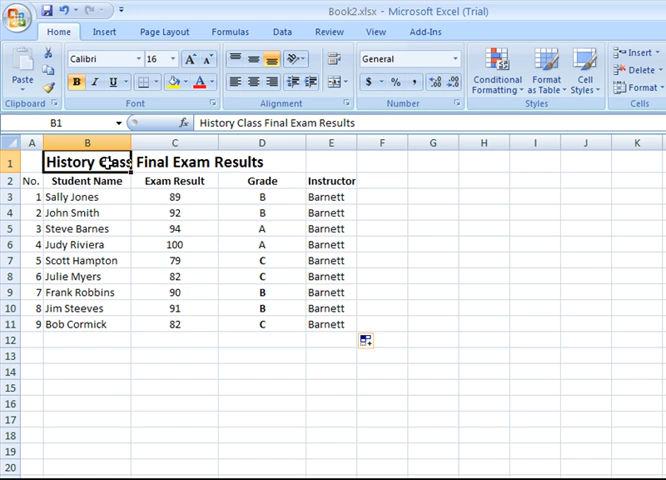 Book2.xlsx - Microsoft Excel (Trial)
Home Insert Page Layout Formulas Data Review View Add-Ins
Paste
Calibri 16
B I U
General
$ % ,
Conditional Formatting
Format as Table
Cell Styles
Insert
Delete
Format
Clipboard Font Alignment Number Styles Cells
B1 fx History Class Final Exam Results
A B C D E F G H I J K
1 History Class Final Exam Results
2 No. Student Name Exam Result Grade Instructor
3 1 Sally Jones 89 B Barnett
4 2 John Smith 92 B Barnett
5 3 Steve Barnes 94 A Barnett
6 4 Judy Riviera 100 A Barnett
7 5 Scott Hampton 79 C Barnett
8 6 Julie Myers 82 C Barnett
9 7 Frank Robbins 90 B Barnett
10 8 Jim Steeves 91 B Barnett
11 9 Bob Cormick 82 C Barnett
12
13
14
15
16
17
18
19
20